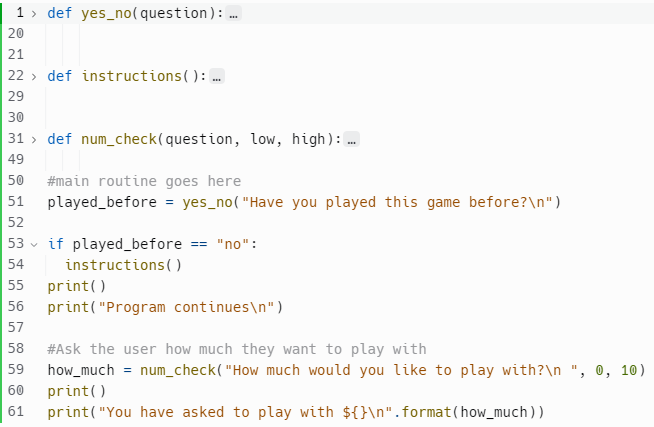 1 def yes_no(question):…
20
21
22 def instructions():…
29
30
31 def num_check(question, low, high):…
49
50 #main routine goes here
51 played_before = yes_no("Have you played this game before?\n")
52
53 if played_before == "no":
54   instructions()
55 print()
56 print("Program continues\n")
57
58 #Ask the user how much they want to play with
59 how_much = num_check("How much would you like to play with?\n ", 0, 10)
60 print()
61 print("You have asked to play with ${}\n".format(how_much))